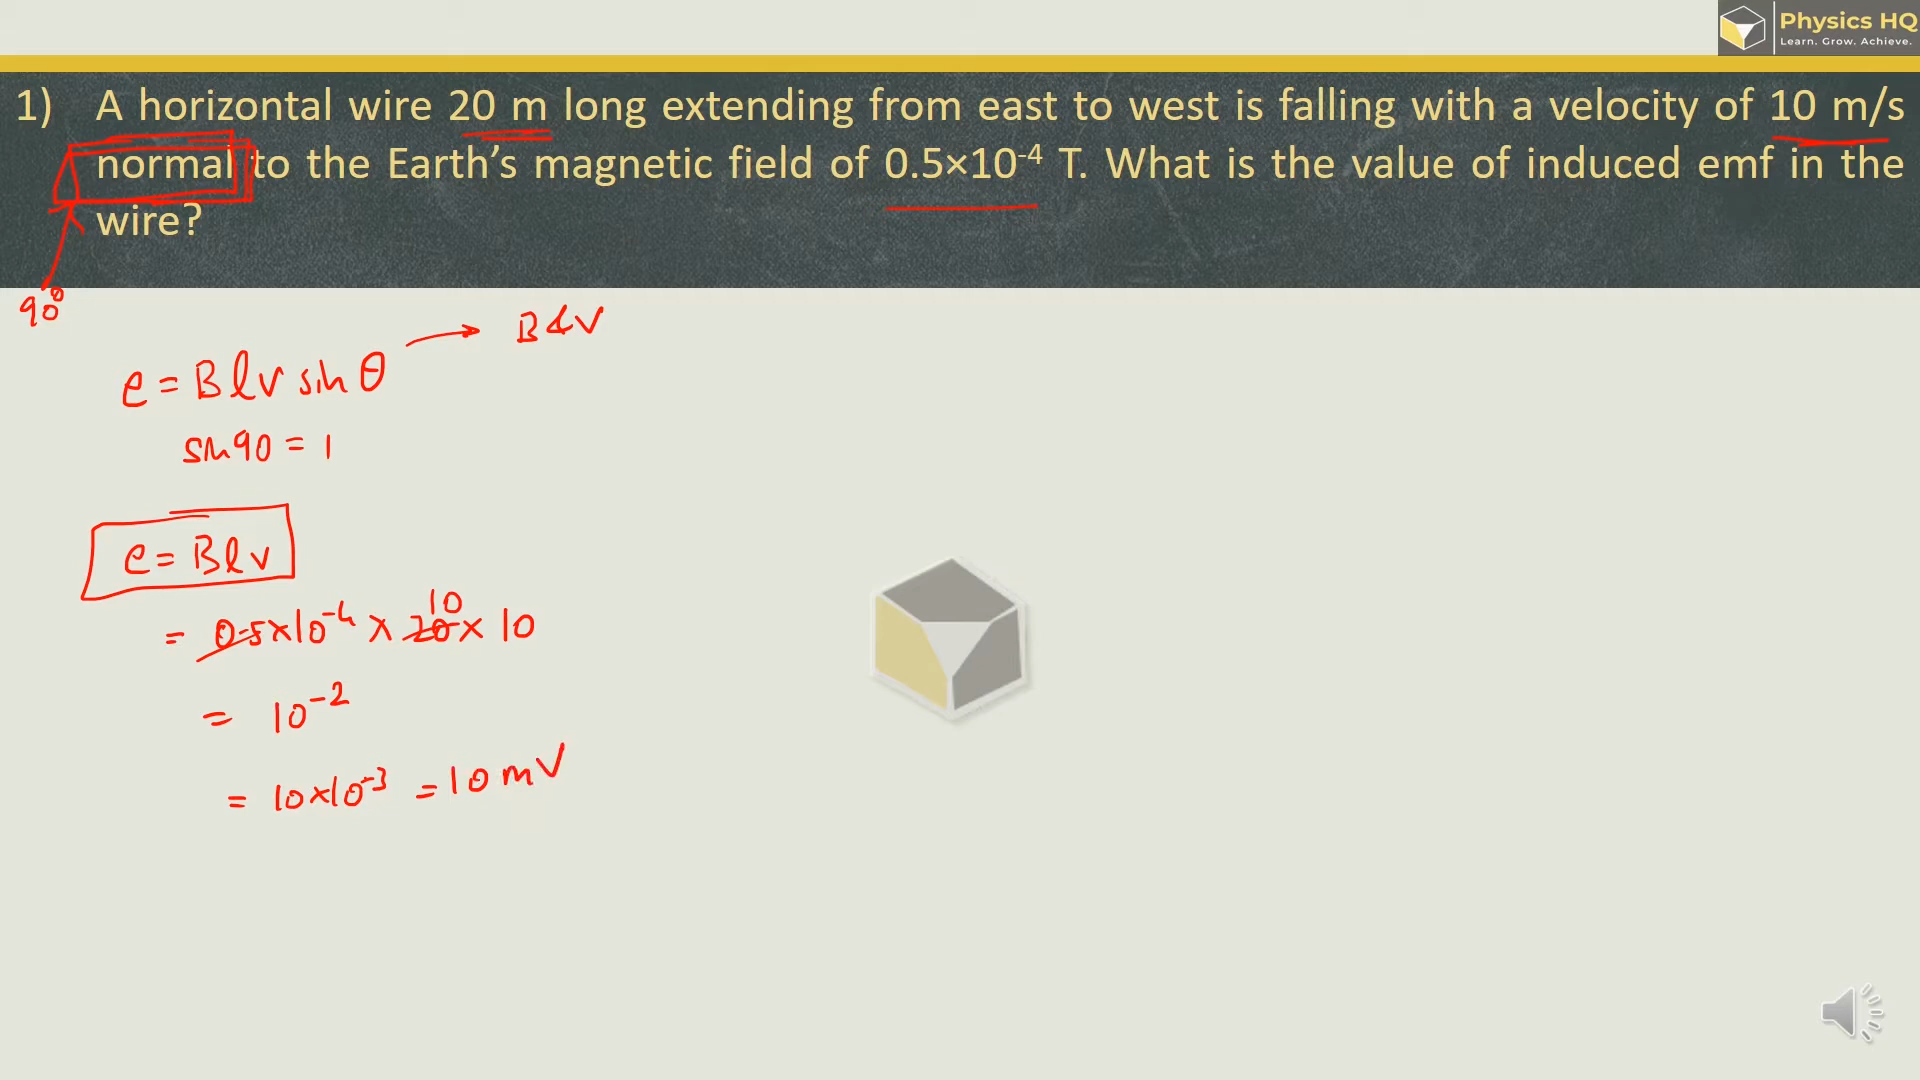 Physics HQ
Learn. Grow. Achieve.
1) A horizontal wire 20 m long extending from east to west is falling with a velocity of 10 m/s
normal to the Earth’s magnetic field of 0.5×10⁻⁴ T. What is the value of induced emf in the
wire?
90°
B & V
e = Blv sin θ
sin 90 = 1
e = Blv
10
= 0.5×10⁻⁴ × 20 × 10
= 10⁻²
= 10×10⁻³ = 10 mV